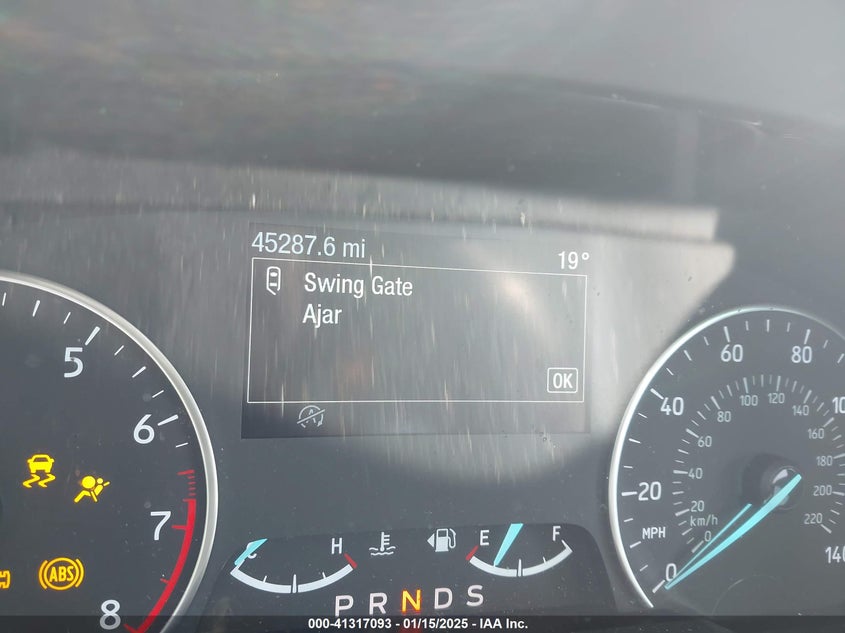 45287.6 mi
19°
Swing Gate
Ajar
OK
5
6
7
8
ABS
C H
E F
P R N D S
0 20 40 60 80
140
MPH
km/h
0 20 40 60 80 100 120 140 160 180 200 220
000-41317093 - 01/15/2025 - IAA Inc.